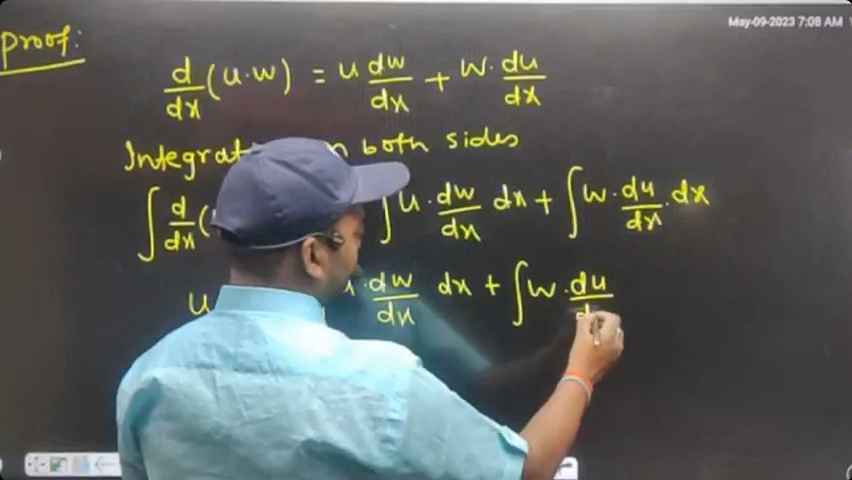 May-09-2023 7:08 AM
Proof:
d/dx (u·w) = u dw/dx + w· du/dx
both sides
∫ d/dx ( ∫ u· dw/dx dx + ∫ w· du/dx · dx
u · dw/dx dx + ∫ w· du/